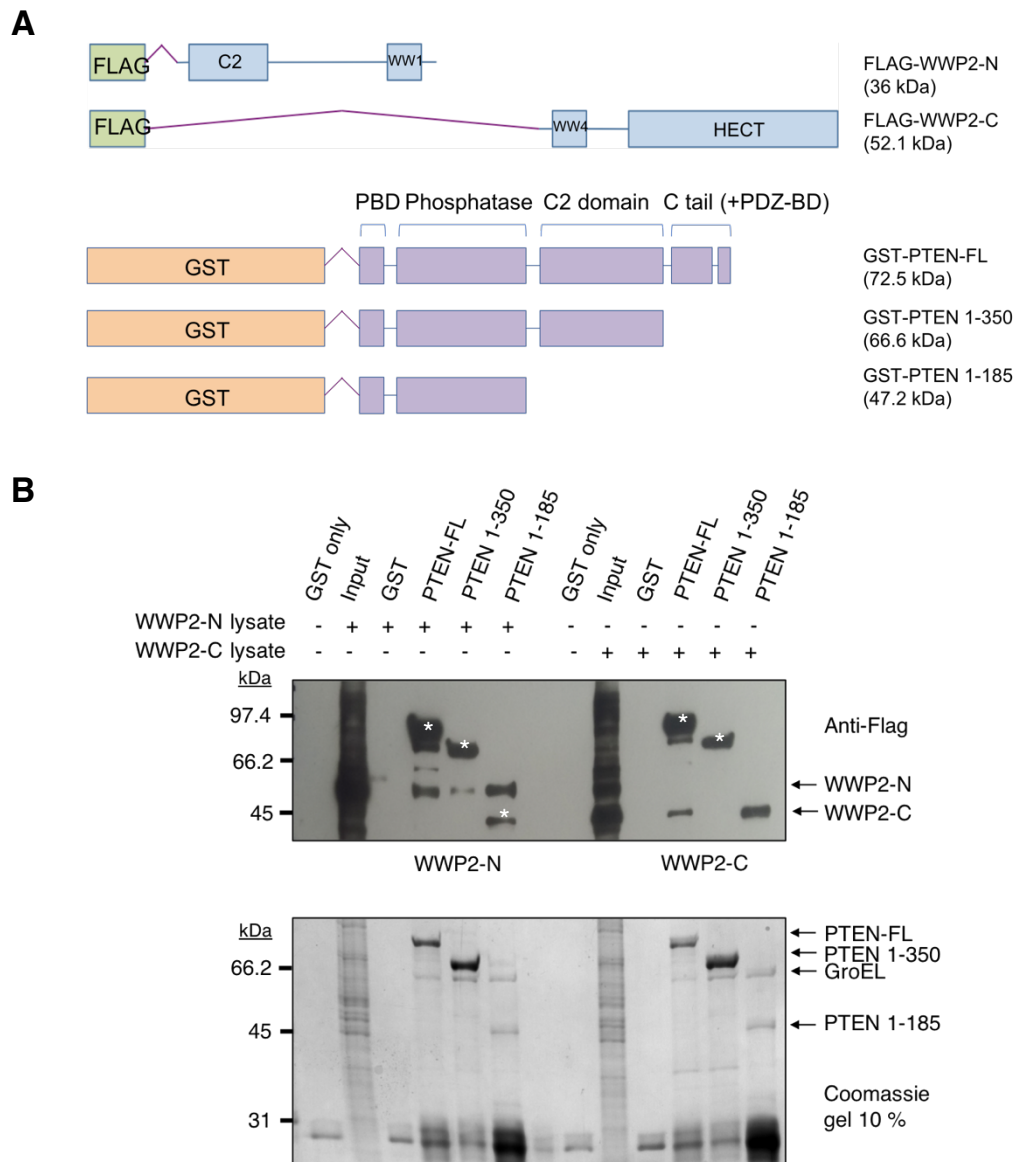 A
FLAG C2 WW1 FLAG-WWP2-N
(36 kDa)
FLAG WW4 HECT FLAG-WWP2-C
(52.1 kDa)
PBD Phosphatase C2 domain C tail (+PDZ-BD)
GST GST-PTEN-FL
(72.5 kDa)
GST GST-PTEN 1-350
(66.6 kDa)
GST GST-PTEN 1-185
(47.2 kDa)
B
GST only Input GST PTEN-FL PTEN 1-350 PTEN 1-185 GST only Input GST PTEN-FL PTEN 1-350 PTEN 1-185
WWP2-N lysate - + + + + + - - - - - -
WWP2-C lysate - - - - - - - + + + + +
kDa
97.4 * * Anti-Flag
* *
66.2
WWP2-N
45 * WWP2-C
WWP2-N WWP2-C
kDa PTEN-FL
PTEN 1-350
66.2 GroEL
45 PTEN 1-185
Coomassie
31 gel 10 %